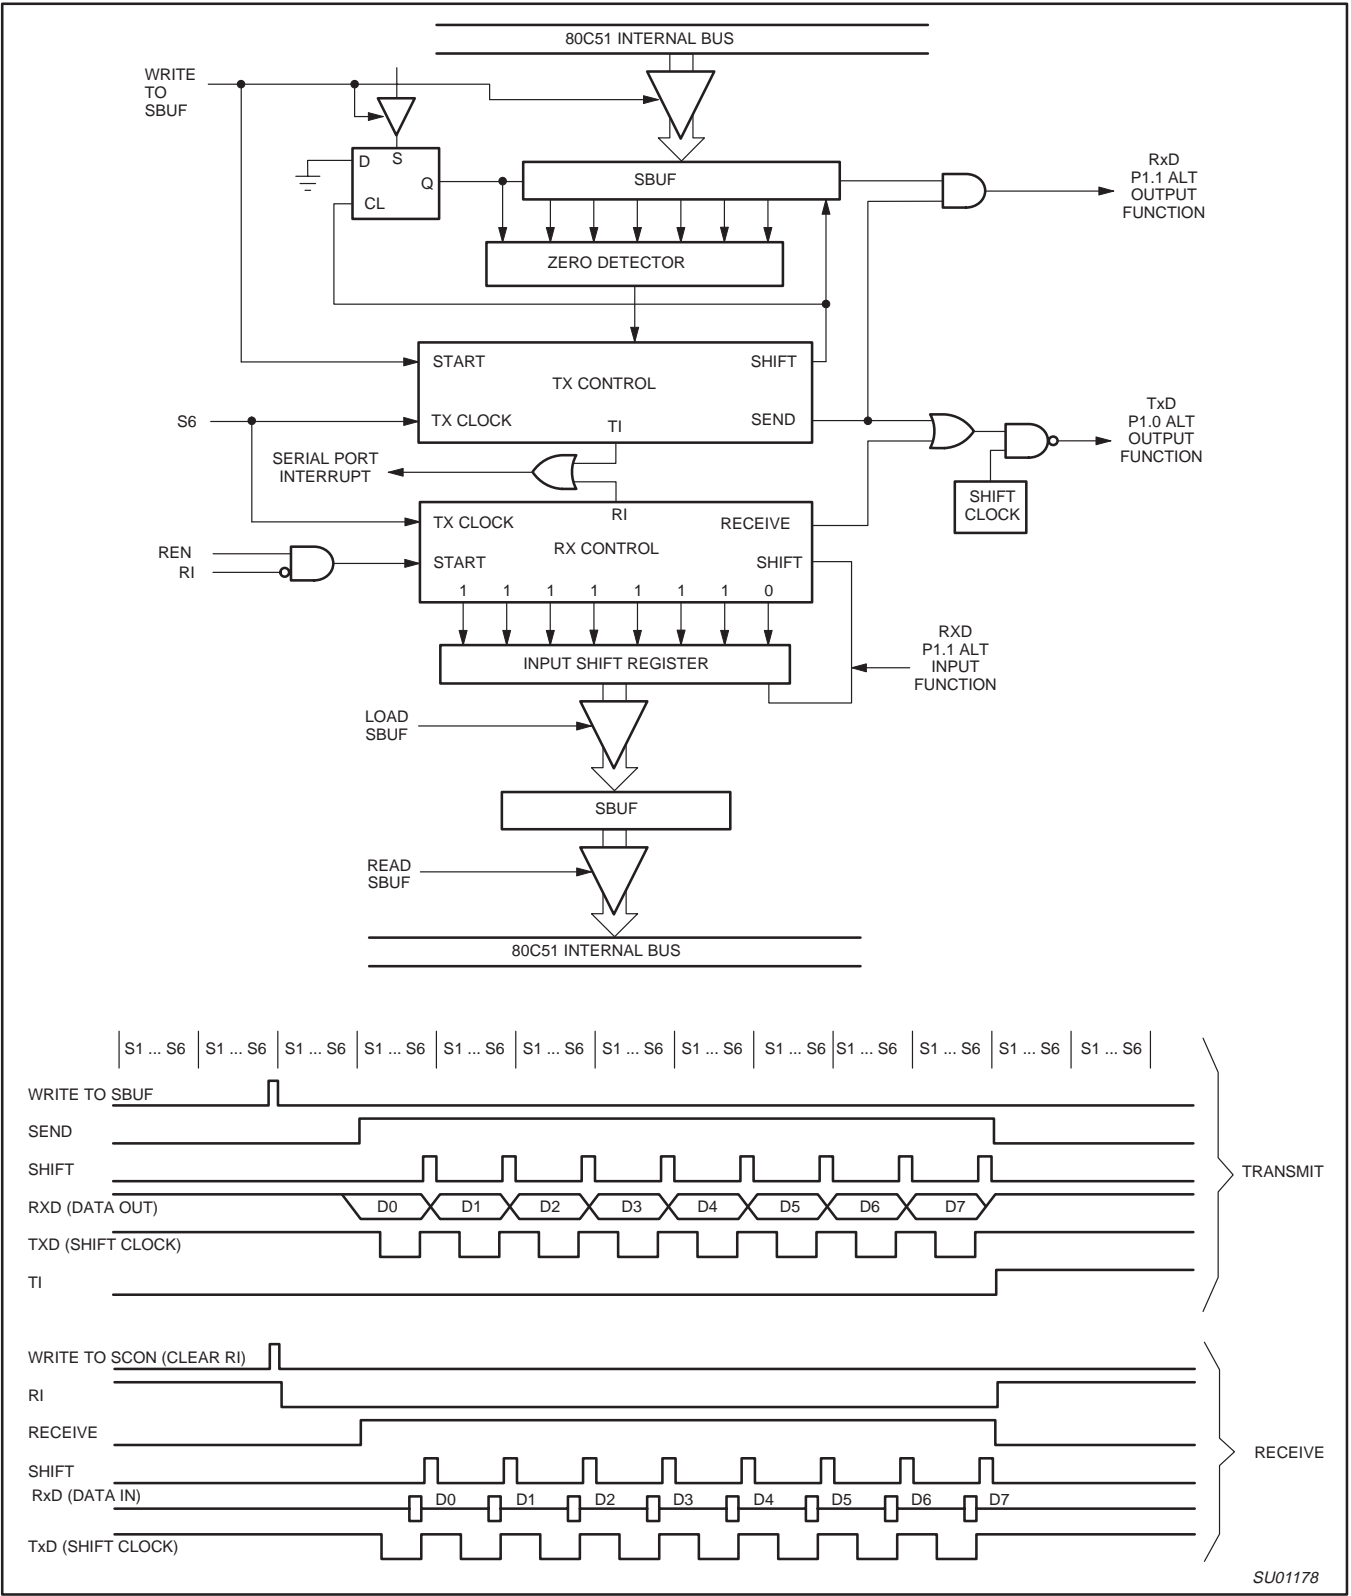 80C51 INTERNAL BUS
WRITE
TO
SBUF
D
S
Q
CL
SBUF
RxD
P1.1 ALT
OUTPUT
FUNCTION
ZERO DETECTOR
START
SHIFT
TX CONTROL
S6
TX CLOCK
TI
SEND
TxD
P1.0 ALT
OUTPUT
FUNCTION
SERIAL PORT
INTERRUPT
SHIFT
CLOCK
TX CLOCK
RI
RECEIVE
RX CONTROL
REN
RI
START
SHIFT
1 1 1 1 1 1 1 0
INPUT SHIFT REGISTER
RXD
P1.1 ALT
INPUT
FUNCTION
LOAD
SBUF
SBUF
READ
SBUF
80C51 INTERNAL BUS
S1 ... S6 S1 ... S6 S1 ... S6 S1 ... S6 S1 ... S6 S1 ... S6 S1 ... S6 S1 ... S6 S1 ... S6 S1 ... S6 S1 ... S6 S1 ... S6 S1 ... S6
WRITE TO SBUF
SEND
SHIFT
TRANSMIT
RXD (DATA OUT) D0 D1 D2 D3 D4 D5 D6 D7
TXD (SHIFT CLOCK)
TI
WRITE TO SCON (CLEAR RI)
RI
RECEIVE
RECEIVE
SHIFT
RxD (DATA IN) D0 D1 D2 D3 D4 D5 D6 D7
TxD (SHIFT CLOCK)
SU01178